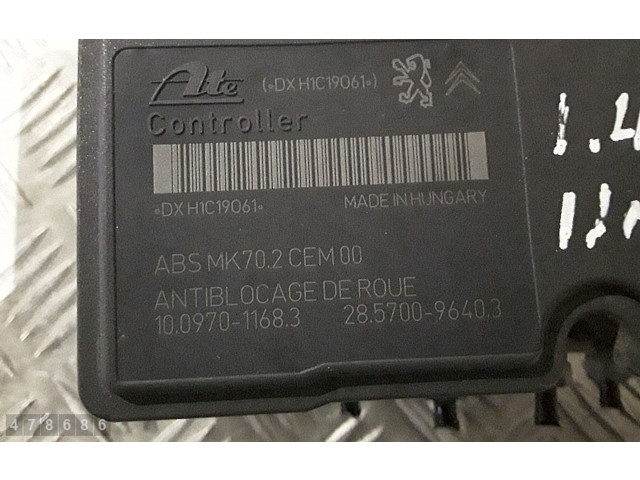 Ate («DX H1C19061»)
Controller
«DX H1C19061» MADE IN HUNGARY
ABS MK70.2 CEM 00
ANTIBLOCAGE DE ROUE
10.0970-1168.3 28.5700-9640.3
478686